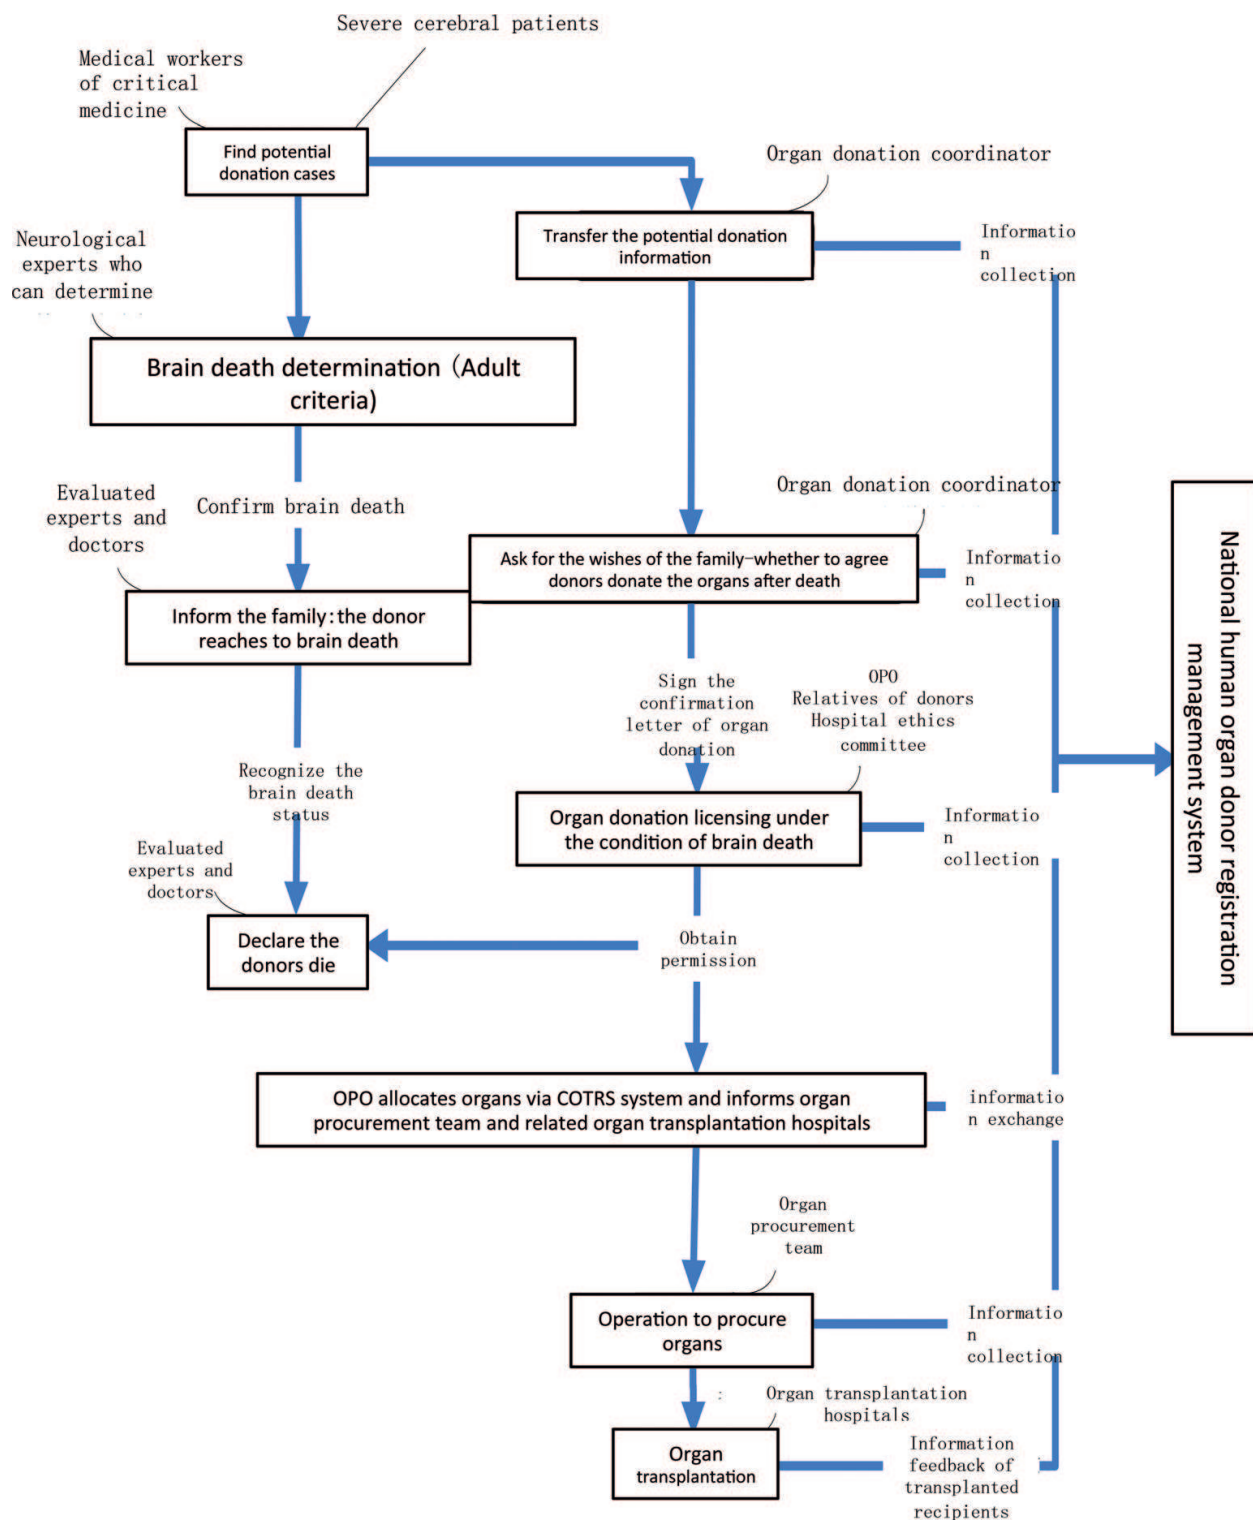 Severe cerebral patients
Medical workers
of critical
medicine
Find potential
donation cases
Organ donation coordinator
Transfer the potential donation
information
Informatio
n
collection
Neurological
experts who
can determine
Brain death determination (Adult
criteria)
Evaluated
experts and
doctors
Confirm brain death
Organ donation coordinator
Ask for the wishes of the family—whether to agree
donors donate the organs after death
Informatio
n
collection
Inform the family: the donor
reaches to brain death
Sign the
confirmation
letter of organ
donation
OPO
Relatives of donors
Hospital ethics
committee
National human organ donor registration
management system
Recognize the
brain death
status
Organ donation licensing under
the condition of brain death
Informatio
n
collection
Evaluated
experts and
doctors
Declare the
donors die
Obtain
permission
OPO allocates organs via COTRS system and informs organ
procurement team and related organ transplantation hospitals
informatio
n exchange
Organ
procurement
team
Operation to procure
organs
Informatio
n
collection
: Organ transplantation
hospitals
Organ
transplantation
Information
feedback of
transplanted
recipients